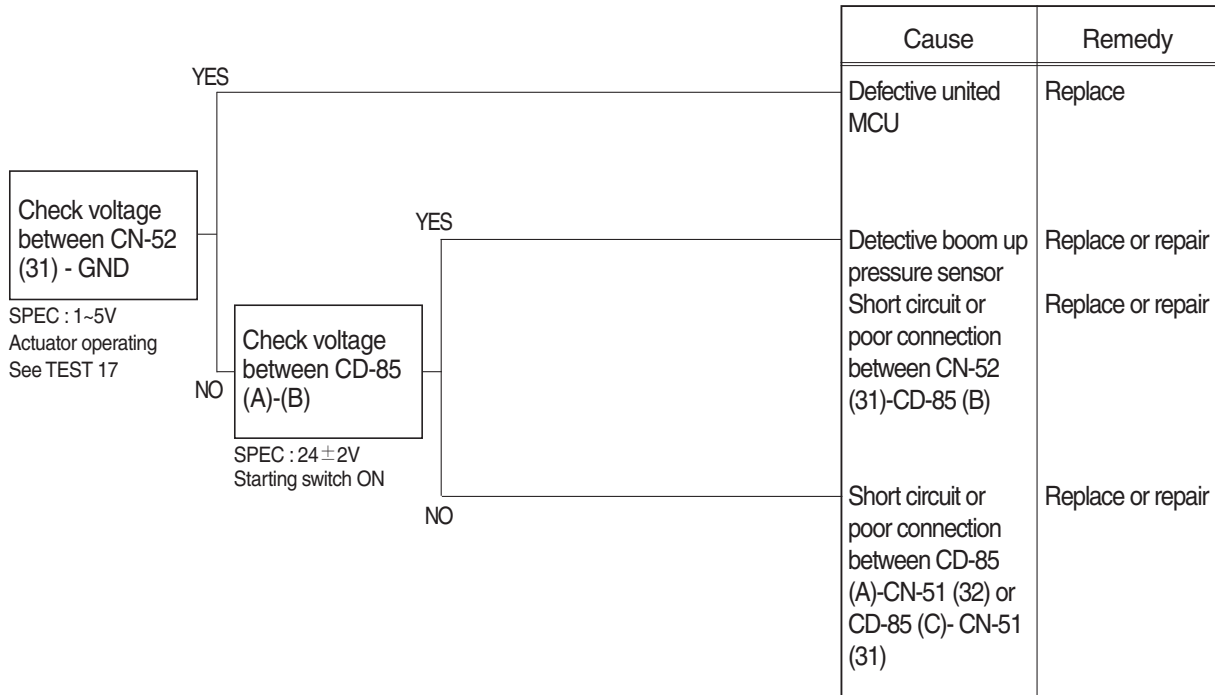 Cause
Remedy
YES
Defective united
MCU
Replace
Check voltage
between CN-52
(31) - GND
SPEC : 1~5V
Actuator operating
See TEST 17
YES
Detective boom up
pressure sensor
Replace or repair
Short circuit or
poor connection
between CN-52
(31)-CD-85 (B)
Replace or repair
NO
Check voltage
between CD-85
(A)-(B)
SPEC : 24±2V
Starting switch ON
NO
Short circuit or
poor connection
between CD-85
(A)-CN-51 (32) or
CD-85 (C)- CN-51
(31)
Replace or repair